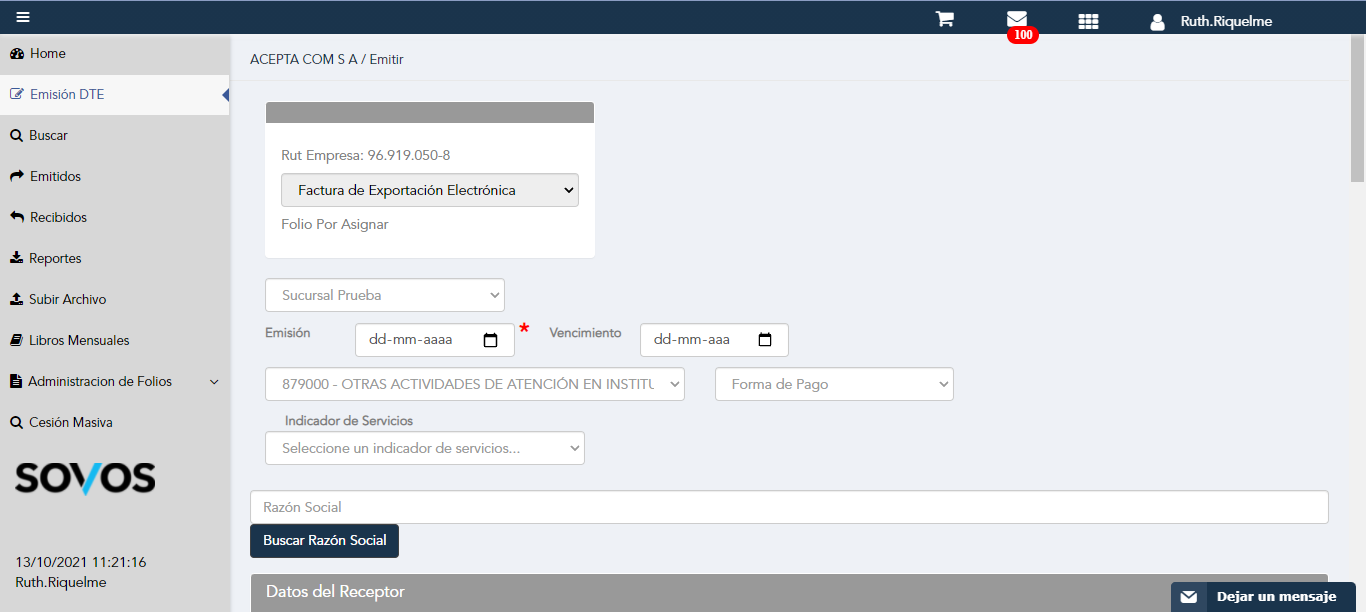 Ruth.Riquelme
100
Home
Emisión DTE
Buscar
Emitidos
Recibidos
Reportes
Subir Archivo
Libros Mensuales
Administracion de Folios
Cesión Masiva
SOVOS
13/10/2021 11:21:16
Ruth.Riquelme
ACEPTA COM S A / Emitir
Rut Empresa: 96.919.050-8
Factura de Exportación Electrónica
Folio Por Asignar
Sucursal Prueba
Emisión dd-mm-aaaa * Vencimiento dd-mm-aaa
879000 - OTRAS ACTIVIDADES DE ATENCIÓN EN INSTITU Forma de Pago
Indicador de Servicios
Seleccione un indicador de servicios...
Razón Social
Buscar Razón Social
Datos del Receptor
Dejar un mensaje